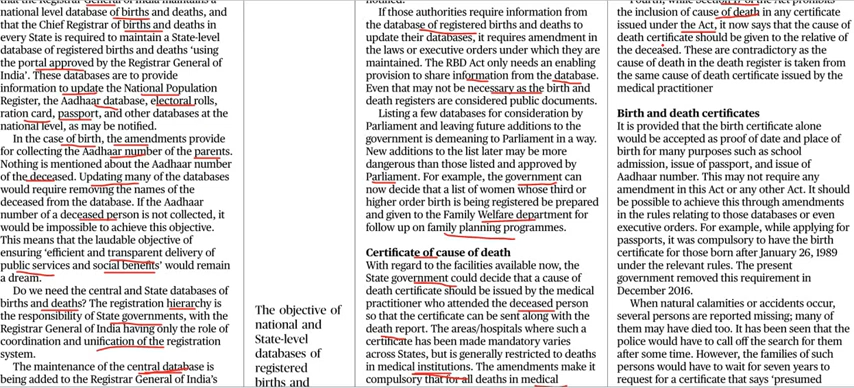 that the Registrar General of India maintains a
national level database of births and deaths, and
that the Chief Registrar of births and deaths in
every State is required to maintain a State-level
database of registered births and deaths ‘using
the portal approved by the Registrar General of
India’. These databases are to provide
information to update the National Population
Register, the Aadhaar database, electoral rolls,
ration card, passport, and other databases at the
national level, as may be notified.
In the case of birth, the amendments provide
for collecting the Aadhaar number of the parents.
Nothing is mentioned about the Aadhaar number
of the deceased. Updating many of the databases
would require removing the names of the
deceased from the database. If the Aadhaar
number of a deceased person is not collected, it
would be impossible to achieve this objective.
This means that the laudable objective of
ensuring ‘efficient and transparent delivery of
public services and social benefits’ would remain
a dream.
Do we need the central and State databases of
births and deaths? The registration hierarchy is
the responsibility of State governments, with the
Registrar General of India having only the role of
coordination and unification of the registration
system.
The maintenance of the central database is
being added to the Registrar General of India’s
The objective of
national and
State-level
databases of
registered
births and
notified.
If those authorities require information from
the database of registered births and deaths to
update their databases, it requires amendment in
the laws or executive orders under which they are
maintained. The RBD Act only needs an enabling
provision to share information from the database.
Even that may not be necessary as the birth and
death registers are considered public documents.
Listing a few databases for consideration by
Parliament and leaving future additions to the
government is demeaning to Parliament in a way.
New additions to the list later may be more
dangerous than those listed and approved by
Parliament. For example, the government can
now decide that a list of women whose third or
higher order birth is being registered be prepared
and given to the Family Welfare department for
follow up on family planning programmes.
Certificate of cause of death
With regard to the facilities available now, the
State government could decide that a cause of
death certificate should be issued by the medical
practitioner who attended the deceased person
so that the certificate can be sent along with the
death report. The areas/hospitals where such a
certificate has been made mandatory varies
across States, but is generally restricted to deaths
in medical institutions. The amendments make it
compulsory that for all deaths in medical
Fourth, while Section 17 of the Act prohibits
the inclusion of cause of death in any certificate
issued under the Act, it now says that the cause of
death certificate should be given to the relative of
the deceased. These are contradictory as the
cause of death in the death register is taken from
the same cause of death certificate issued by the
medical practitioner
Birth and death certificates
It is provided that the birth certificate alone
would be accepted as proof of date and place of
birth for many purposes such as school
admission, issue of passport, and issue of
Aadhaar number. This may not require any
amendment in this Act or any other Act. It should
be possible to achieve this through amendments
in the rules relating to those databases or even
executive orders. For example, while applying for
passports, it was compulsory to have the birth
certificate for those born after January 26, 1989
under the relevant rules. The present
government removed this requirement in
December 2016.
When natural calamities or accidents occur,
several persons are reported missing; many of
them may have died too. It has been seen that the
police would have to call off the search for them
after some time. However, the families of such
persons would have to wait for seven years to
request for a certificate that says ‘presumed